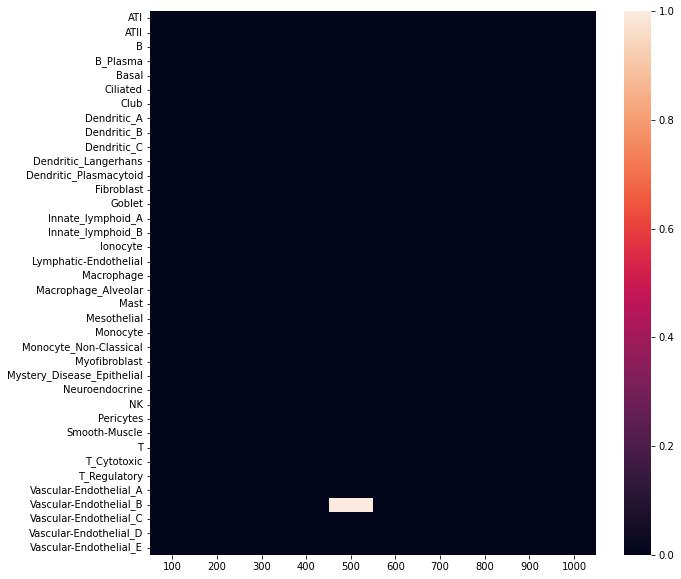 ATI
ATII
B
B_Plasma
Basal
Ciliated
Club
Dendritic_A
Dendritic_B
Dendritic_C
Dendritic_Langerhans
Dendritic_Plasmacytoid
Fibroblast
Goblet
Innate_lymphoid_A
Innate_lymphoid_B
Ionocyte
Lymphatic-Endothelial
Macrophage
Macrophage_Alveolar
Mast
Mesothelial
Monocyte
Monocyte_Non-Classical
Myofibroblast
Mystery_Disease_Epithelial
Neuroendocrine
NK
Pericytes
Smooth-Muscle
T
T_Cytotoxic
T_Regulatory
Vascular-Endothelial_A
Vascular-Endothelial_B
Vascular-Endothelial_C
Vascular-Endothelial_D
Vascular-Endothelial_E
100 200 300 400 500 600 700 800 900 1000
1.0
0.8
0.6
0.4
0.2
0.0